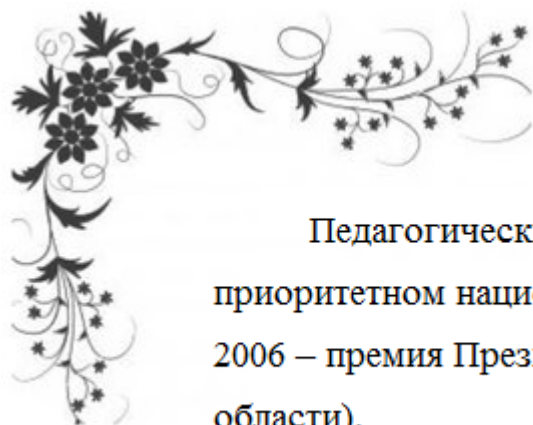 Педагогическ
приоритетном наци
2006 – премия През
области).